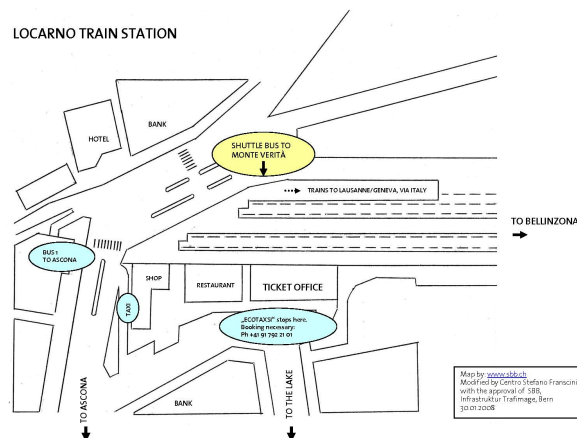 LOCARNO TRAIN STATION
BANK
HOTEL
SHUTTLE BUS TO
MONTE VERITÀ
TRAINS TO LAUSANNE/GENEVA, VIA ITALY
TO BELLINZONA
BUS 1
TO ASCONA
SHOP
RESTAURANT
TICKET OFFICE
TAXI
„ECOTAXSI" stops here.
Booking necessary:
Ph +41 91 792 21 01
TO ASCONA
BANK
TO THE LAKE
Map by: www.sbb.ch
Modified by Centro Stefano Franscini
with the approval of SBB,
Infrastruktur Trafimage, Bern
30.01.2008